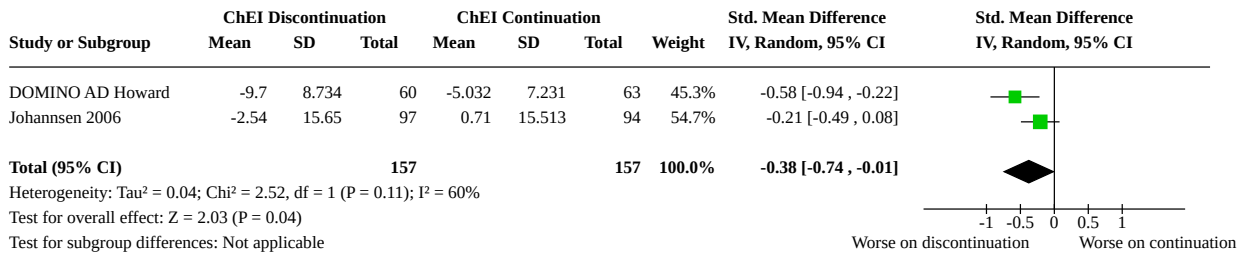 ChEI Discontinuation ChEI Continuation Std. Mean Difference Std. Mean Difference
Study or Subgroup Mean SD Total Mean SD Total Weight IV, Random, 95% CI IV, Random, 95% CI
DOMINO AD Howard -9.7 8.734 60 -5.032 7.231 63 45.3% -0.58 [-0.94 , -0.22]
Johannsen 2006 -2.54 15.65 97 0.71 15.513 94 54.7% -0.21 [-0.49 , 0.08]
Total (95% CI) 157 157 100.0% -0.38 [-0.74 , -0.01]
Heterogeneity: Tau² = 0.04; Chi² = 2.52, df = 1 (P = 0.11); I² = 60%
Test for overall effect: Z = 2.03 (P = 0.04) -1 -0.5 0 0.5 1
Test for subgroup differences: Not applicable Worse on discontinuation Worse on continuation